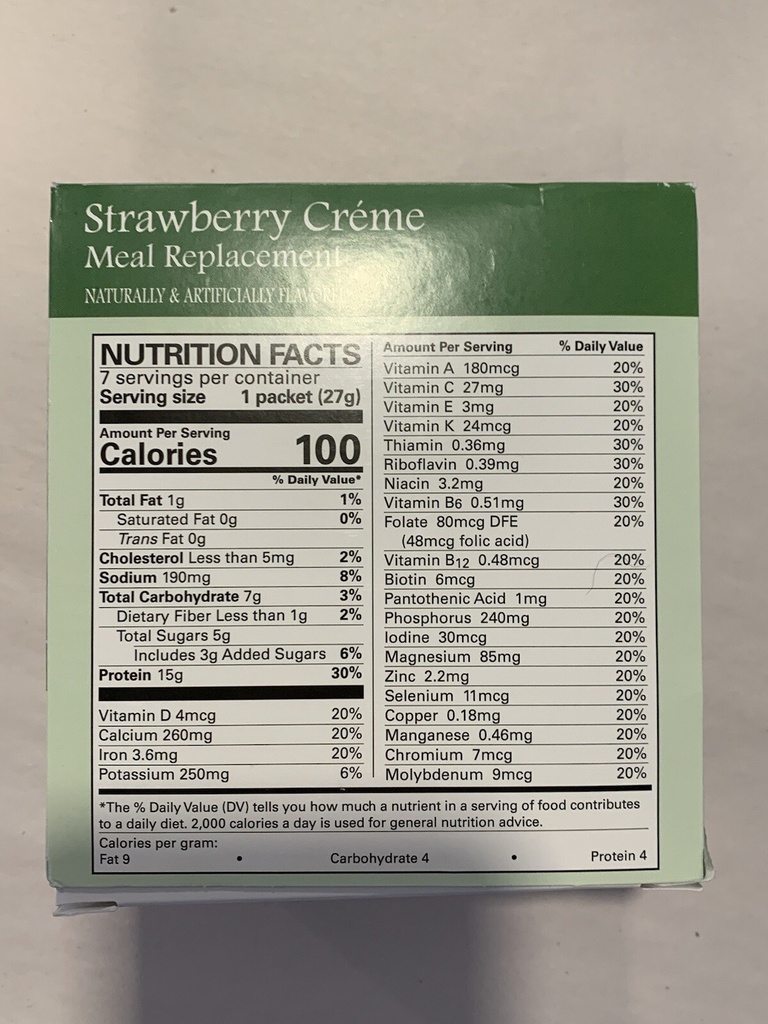 Strawberry Créme
Meal Replacement
NATURALLY & ARTIFICIALLY FLAVORED
NUTRITION FACTS
7 servings per container
Serving size 1 packet (27g)
Amount Per Serving
Calories 100
% Daily Value*
Total Fat 1g 1%
Saturated Fat 0g 0%
Trans Fat 0g
Cholesterol Less than 5mg 2%
Sodium 190mg 8%
Total Carbohydrate 7g 3%
Dietary Fiber Less than 1g 2%
Total Sugars 5g
Includes 3g Added Sugars 6%
Protein 15g 30%
Vitamin D 4mcg 20%
Calcium 260mg 20%
Iron 3.6mg 20%
Potassium 250mg 6%
Amount Per Serving % Daily Value
Vitamin A 180mcg 20%
Vitamin C 27mg 30%
Vitamin E 3mg 20%
Vitamin K 24mcg 20%
Thiamin 0.36mg 30%
Riboflavin 0.39mg 30%
Niacin 3.2mg 20%
Vitamin B6 0.51mg 30%
Folate 80mcg DFE 20%
(48mcg folic acid)
Vitamin B12 0.48mcg 20%
Biotin 6mcg 20%
Pantothenic Acid 1mg 20%
Phosphorus 240mg 20%
Iodine 30mcg 20%
Magnesium 85mg 20%
Zinc 2.2mg 20%
Selenium 11mcg 20%
Copper 0.18mg 20%
Manganese 0.46mg 20%
Chromium 7mcg 20%
Molybdenum 9mcg 20%
*The % Daily Value (DV) tells you how much a nutrient in a serving of food contributes
to a daily diet. 2,000 calories a day is used for general nutrition advice.
Calories per gram:
Fat 9 • Carbohydrate 4 • Protein 4